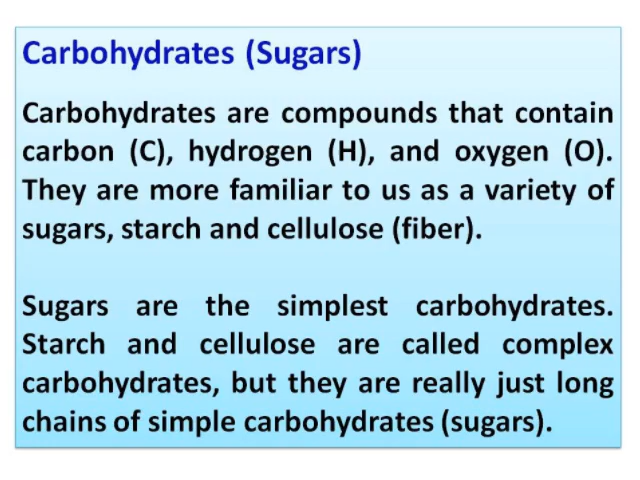 Carbohydrates (Sugars)
Carbohydrates are compounds that contain
carbon (C), hydrogen (H), and oxygen (O).
They are more familiar to us as a variety of
sugars, starch and cellulose (fiber).
Sugars are the simplest carbohydrates.
Starch and cellulose are called complex
carbohydrates, but they are really just long
chains of simple carbohydrates (sugars).